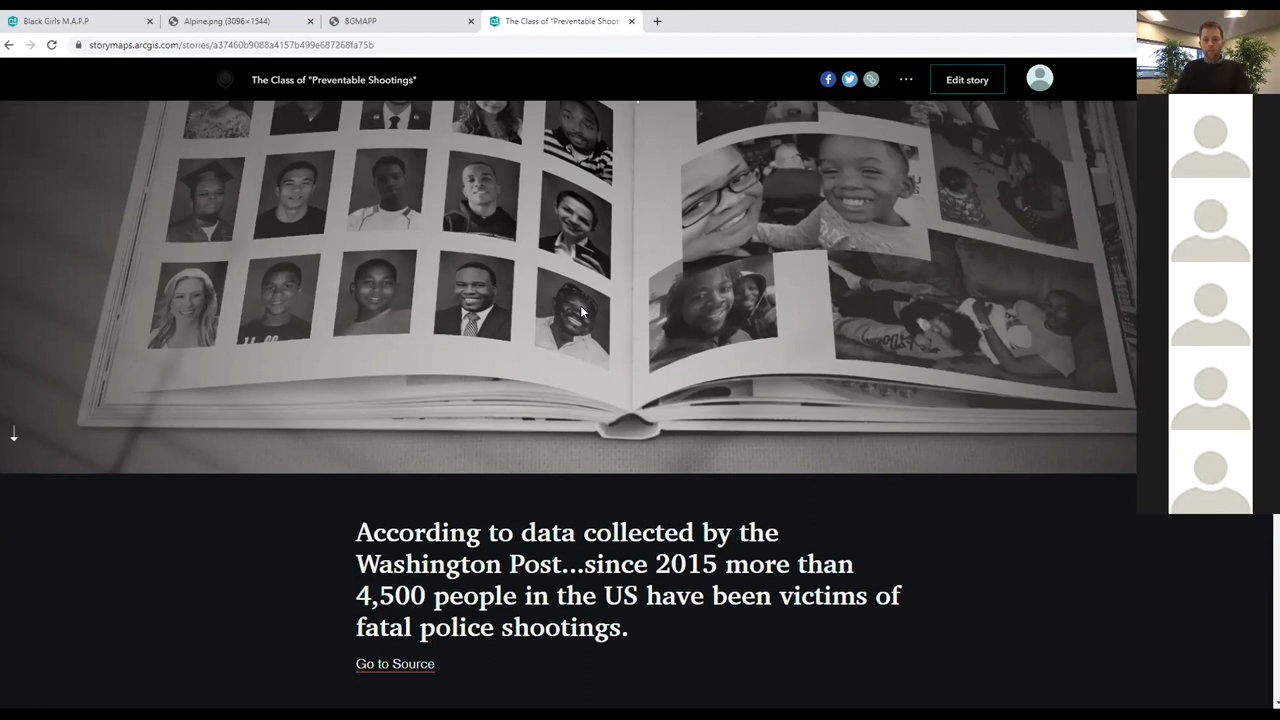 Black Girls M.A.P.P
Alpine.png (3096×1544)
BGMAPP
The Class of "Preventable Shoot
storymaps.arcgis.com/stories/a37460b9088a4157b499e687268fa75b
The Class of "Preventable Shootings"
Edit story
According to data collected by the
Washington Post...since 2015 more than
4,500 people in the US have been victims of
fatal police shootings.
Go to Source